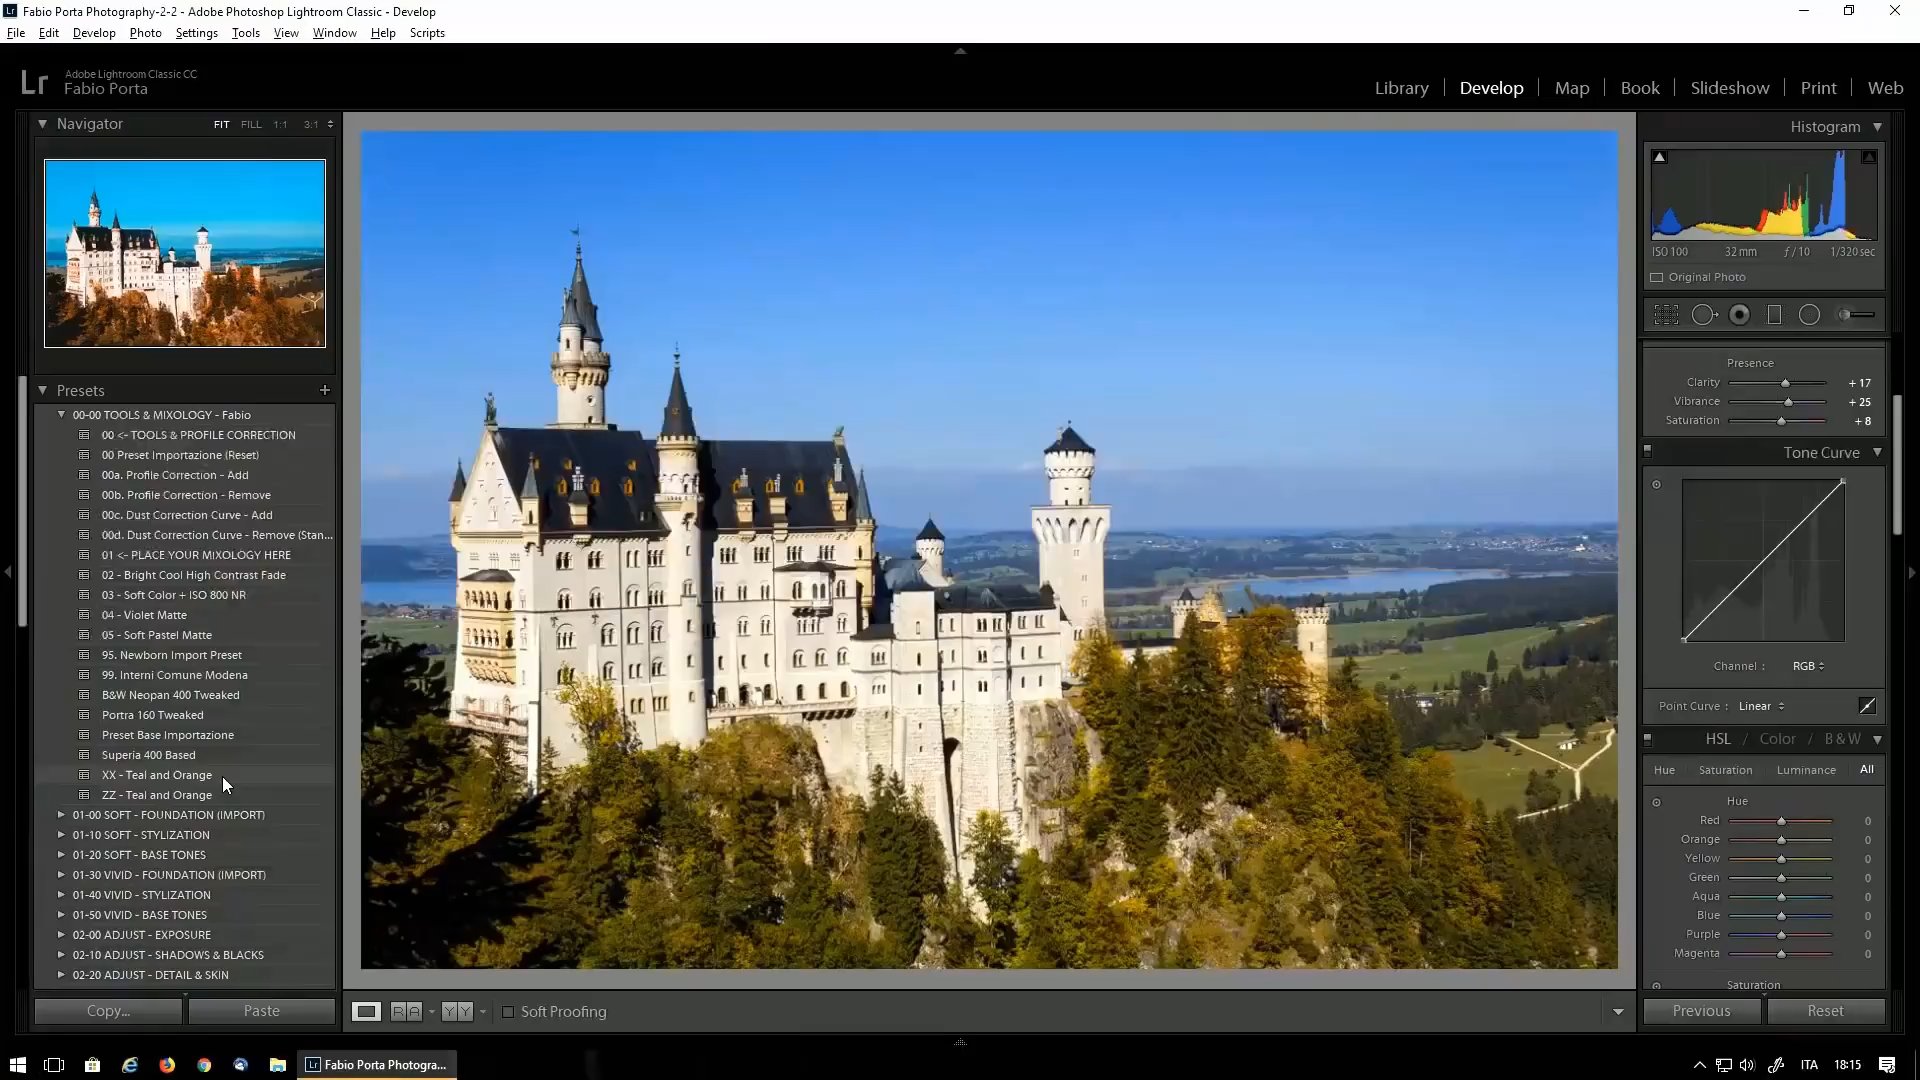 Fabio Porta Photography-2-2 - Adobe Photoshop Lightroom Classic - Develop
File Edit Develop Photo Settings Tools View Window Help Scripts
Lr Adobe Lightroom Classic CC
Fabio Porta
Library Develop Map Book Slideshow Print Web
Navigator FIT FILL 1:1 3:1
Presets +
00-00 TOOLS & MIXOLOGY - Fabio
00 <- TOOLS & PROFILE CORRECTION
00 Preset Importazione (Reset)
00a. Profile Correction - Add
00b. Profile Correction - Remove
00c. Dust Correction Curve - Add
00d. Dust Correction Curve - Remove (Stan...
01 <- PLACE YOUR MIXOLOGY HERE
02 - Bright Cool High Contrast Fade
03 - Soft Color + ISO 800 NR
04 - Violet Matte
05 - Soft Pastel Matte
95. Newborn Import Preset
99. Interni Comune Modena
B&W Neopan 400 Tweaked
Portra 160 Tweaked
Preset Base Importazione
Superia 400 Based
XX - Teal and Orange
ZZ - Teal and Orange
01-00 SOFT - FOUNDATION (IMPORT)
01-10 SOFT - STYLIZATION
01-20 SOFT - BASE TONES
01-30 VIVID - FOUNDATION (IMPORT)
01-40 VIVID - STYLIZATION
01-50 VIVID - BASE TONES
02-00 ADJUST - EXPOSURE
02-10 ADJUST - SHADOWS & BLACKS
02-20 ADJUST - DETAIL & SKIN
Copy... Paste
R A Y Y Soft Proofing
Histogram
ISO 100 32 mm f / 10 1/320 sec
Original Photo
Presence
Clarity + 17
Vibrance + 25
Saturation + 8
Tone Curve
Channel : RGB
Point Curve : Linear
HSL / Color / B & W
Hue Saturation Luminance All
Hue
Red 0
Orange 0
Yellow 0
Green 0
Aqua 0
Blue 0
Purple 0
Magenta 0
Saturation
Previous Reset
Lr Fabio Porta Photogra...
ITA 18:15